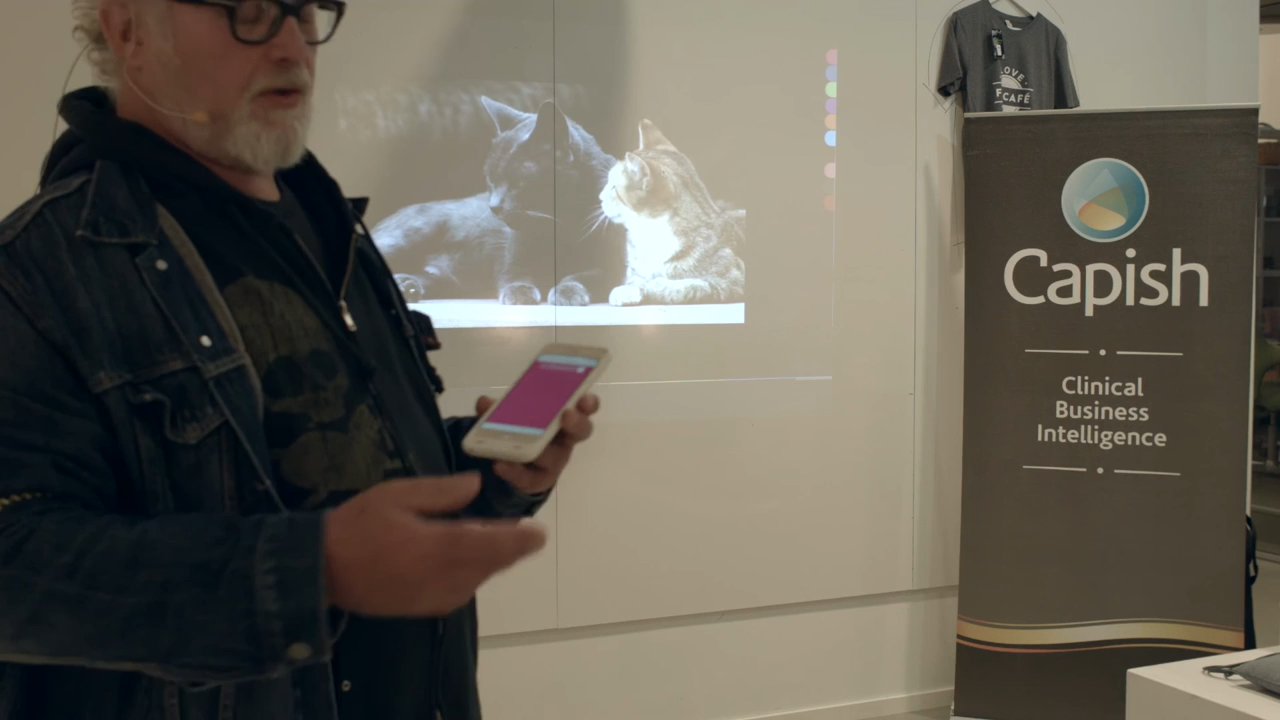 LOVE
F CAFÉ
Capish
Clinical
Business
Intelligence